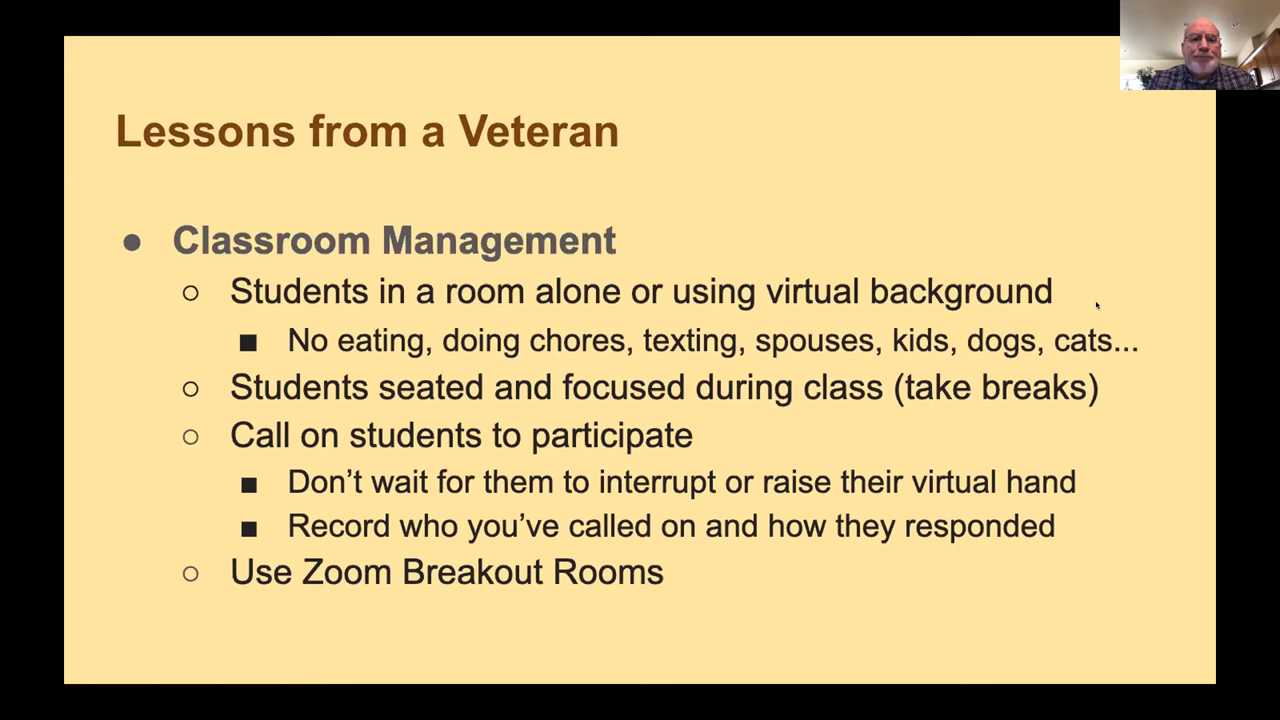 Lessons from a Veteran
● Classroom Management
○ Students in a room alone or using virtual background
■ No eating, doing chores, texting, spouses, kids, dogs, cats...
○ Students seated and focused during class (take breaks)
○ Call on students to participate
■ Don’t wait for them to interrupt or raise their virtual hand
■ Record who you’ve called on and how they responded
○ Use Zoom Breakout Rooms